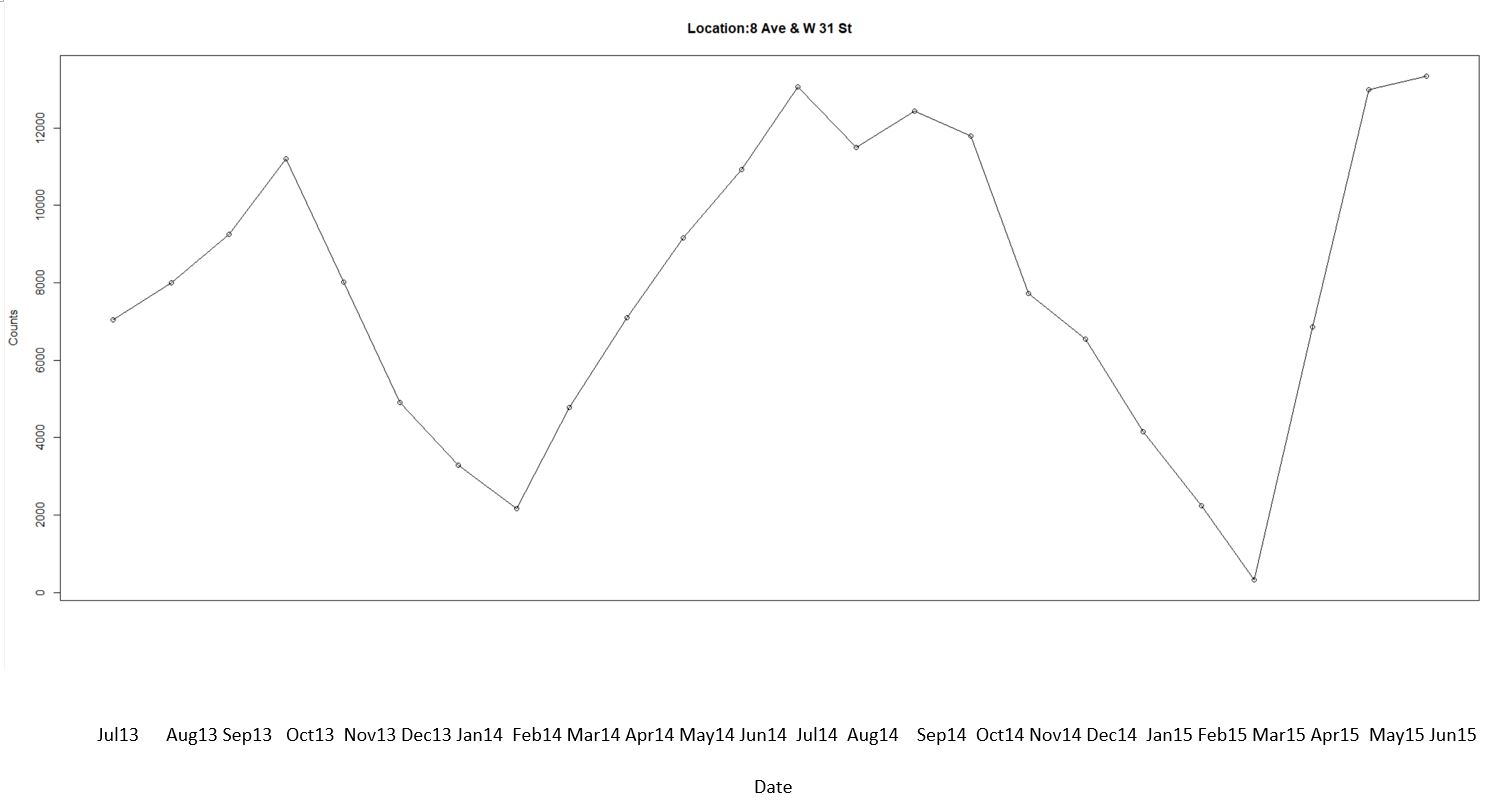 Location:8 Ave & W 31 St
12000
10000
8000
6000
4000
2000
0
Counts
Jul13 Aug13 Sep13 Oct13 Nov13 Dec13 Jan14 Feb14 Mar14 Apr14 May14 Jun14 Jul14 Aug14 Sep14 Oct14 Nov14 Dec14 Jan15 Feb15 Mar15 Apr15 May15 Jun15
Date